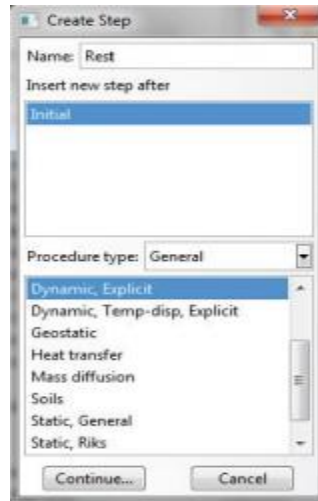 Create Step
Name: Rest
Insert new step after
Initial
Procedure type: General
Dynamic, Explicit
Dynamic, Temp-disp, Explicit
Geostatic
Heat transfer
Mass diffusion
Soils
Static, General
Static, Riks
Continue... Cancel